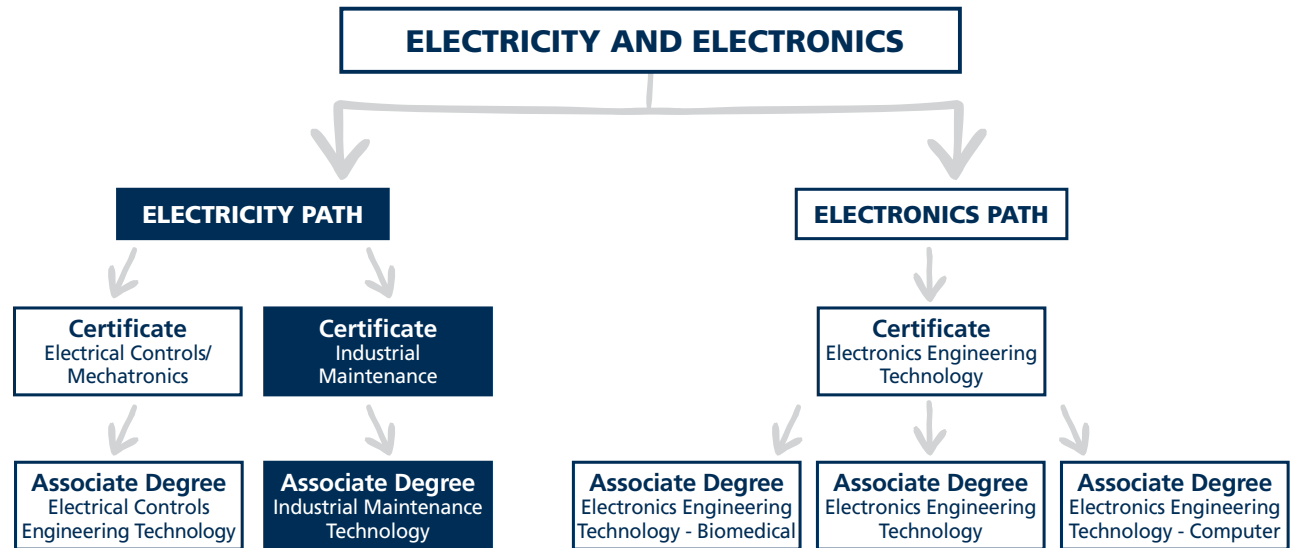 ELECTRICITY AND ELECTRONICS
ELECTRICITY PATH
ELECTRONICS PATH
Certificate
Electrical Controls/
Mechatronics
Certificate
Industrial
Maintenance
Certificate
Electronics Engineering
Technology
Associate Degree
Electrical Controls
Engineering Technology
Associate Degree
Industrial Maintenance
Technology
Associate Degree
Electronics Engineering
Technology - Biomedical
Associate Degree
Electronics Engineering
Technology
Associate Degree
Electronics Engineering
Technology - Computer